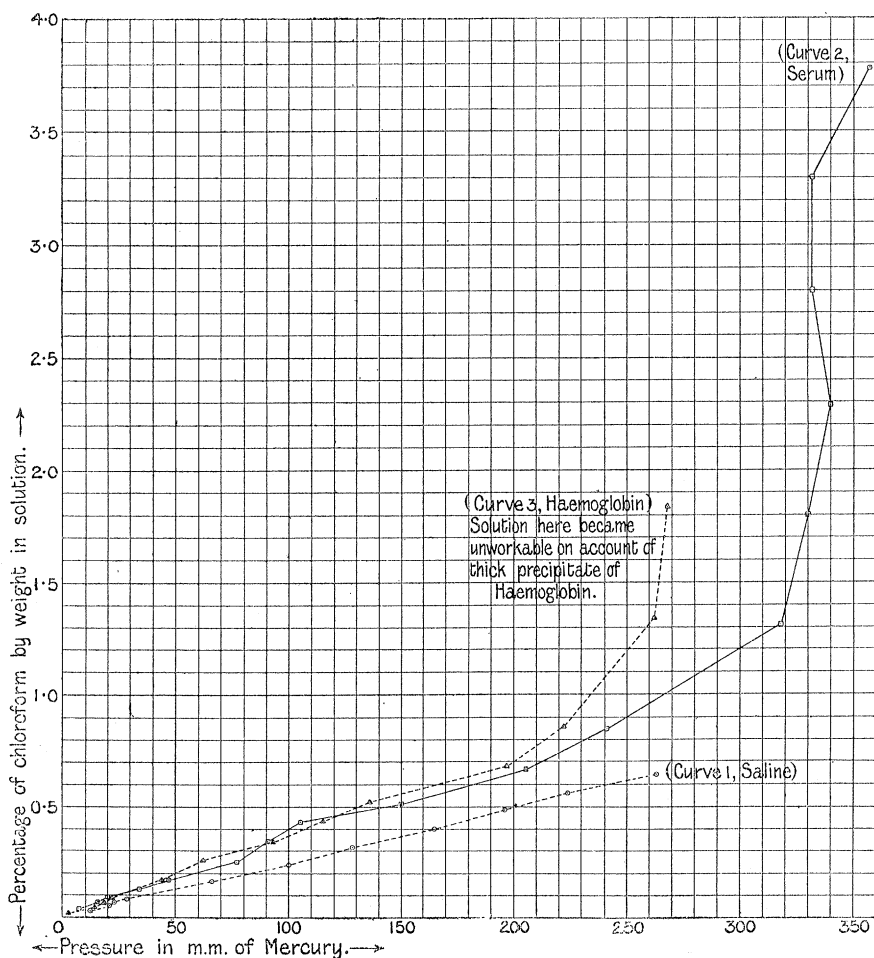 4·0
3·5
3·0
2·5
2·0
1·5
1·0
0·5
0
50
100
150
200
250
300
350
(Curve 2,
Serum)
(Curve 3, Haemoglobin)
Solution here became
unworkable on account of
thick precipitate of
Haemoglobin.
(Curve 1, Saline)
Percentage of chloroform by weight in solution.
Pressure in m.m. of Mercury.